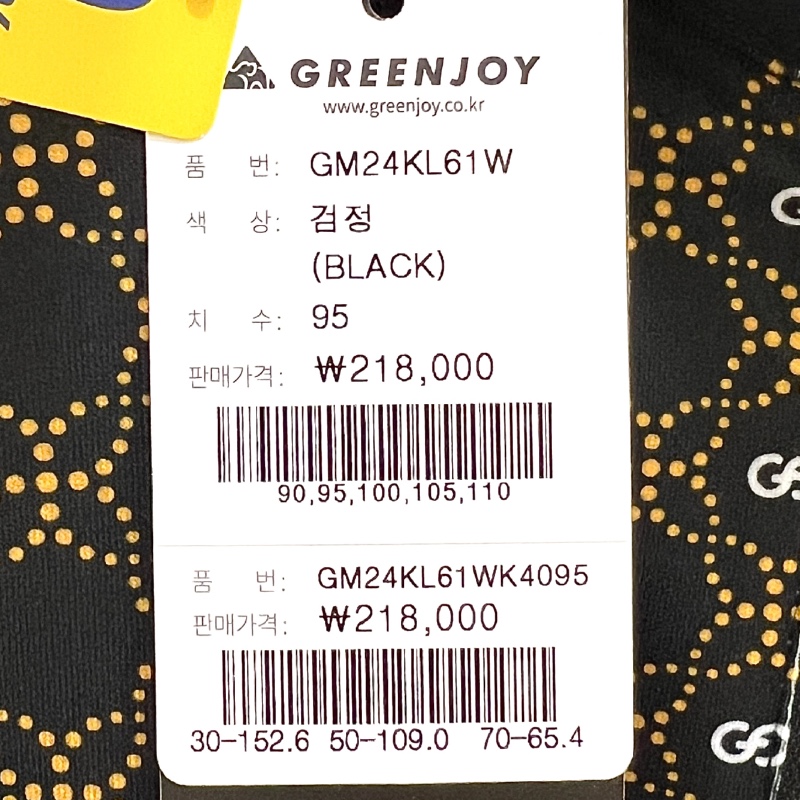 GREENJOY
www.greenjoy.co.kr
품 번: GM24KL61W
색 상: 검정
(BLACK)
치 수: 95
판매가격: ₩218,000
90,95,100,105,110
품 번: GM24KL61WK4095
판매가격: ₩218,000
30-152.6 50-109.0 70-65.4